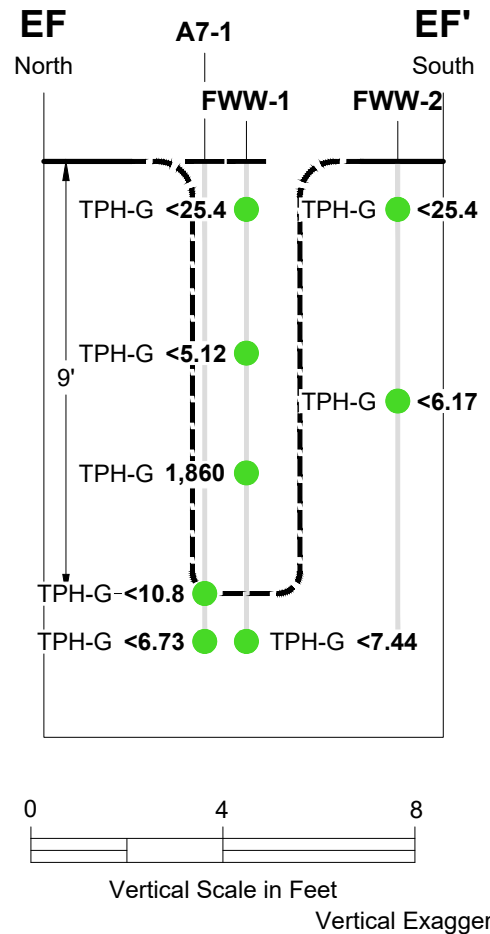 EF EF'
North A7-1 South
FWW-1 FWW-2
TPH-G <25.4 TPH-G <25.4
TPH-G <5.12
9'
TPH-G <6.17
TPH-G 1,860
TPH-G <10.8
TPH-G <6.73 TPH-G <7.44
0 4 8
Vertical Scale in Feet
Vertical Exagger